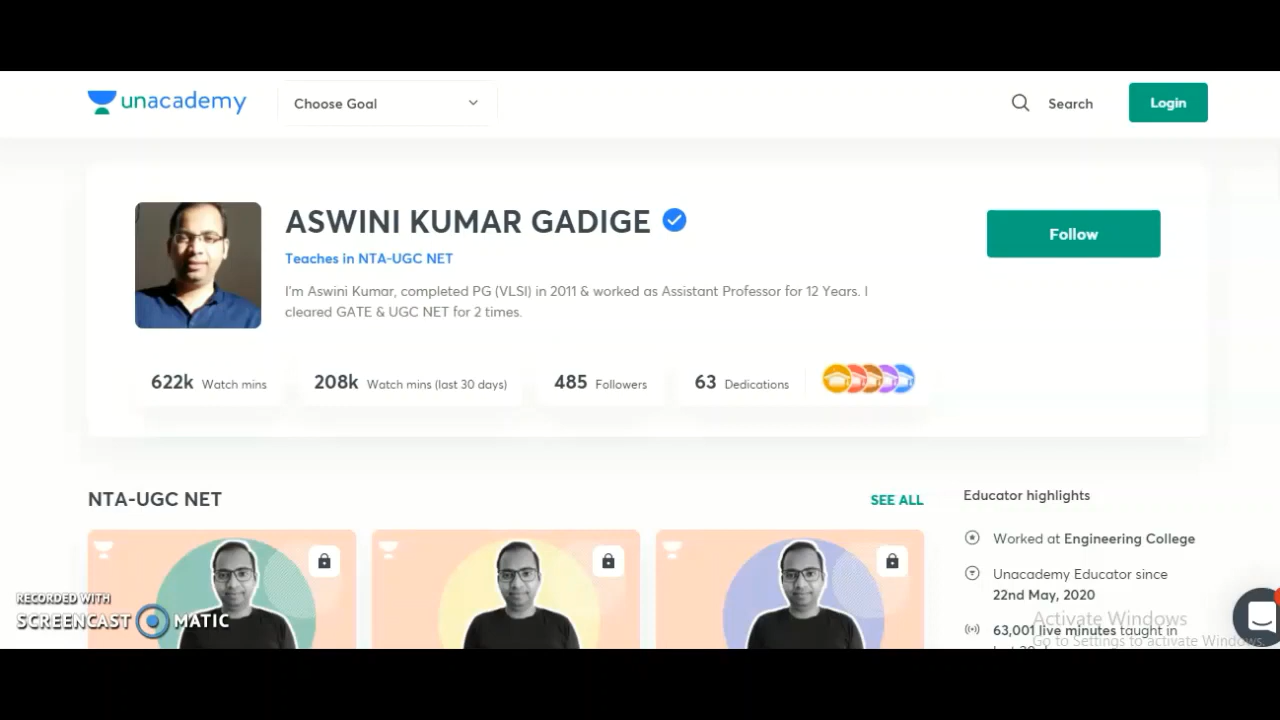 unacademy
Choose Goal
Search
Login
ASWINI KUMAR GADIGE
Follow
Teaches in NTA-UGC NET
I'm Aswini Kumar, completed PG (VLSI) in 2011 & worked as Assistant Professor for 12 Years. I
cleared GATE & UGC NET for 2 times.
622k Watch mins
208k Watch mins (last 30 days)
485 Followers
63 Dedications
NTA-UGC NET
SEE ALL
Educator highlights
Worked at Engineering College
Unacademy Educator since
22nd May, 2020
63,001 live minutes taught in
RECORDED WITH
SCREENCAST MATIC
Activate Windows
Go to Settings to activate Windows.